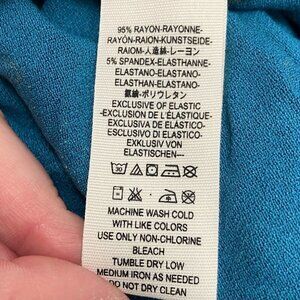 95% RAYON-RAYONNE-
RAYÓN-RAION-KUNSTSEIDE-
RAIOM-人造絲-レーヨン
5% SPANDEX-ELASTHANNE-
ELASTANO-ELASTANO-
ELASTHAN-ELASTANE-
氨綸-ポリウレタン
EXCLUSIVE OF ELASTIC
-EXCLUSION DE L'ÉLASTIQUE-
EXCLUSIVA DE ELÁSTICO-
ESCLUSIVO DI ELASTICO-
EXKLUSIV VON
ELASTISCHEN-
MACHINE WASH COLD
WITH LIKE COLORS
USE ONLY NON-CHLORINE
BLEACH
TUMBLE DRY LOW
MEDIUM IRON AS NEEDED
DO NOT DRY CLEAN